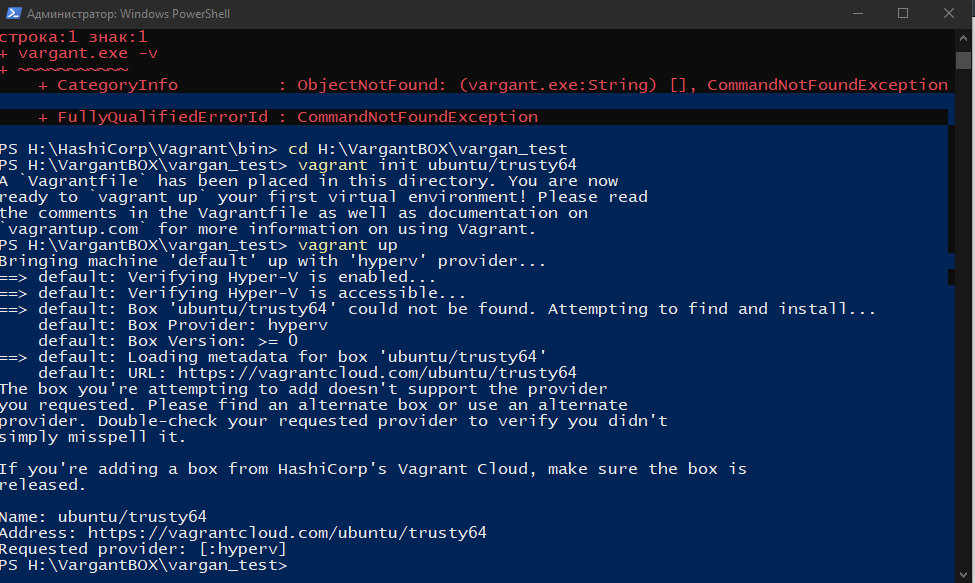 Администратор: Windows PowerShell
строка:1 знак:1
+ vargant.exe -v
+ ~~~~~~~~~~~
    + CategoryInfo          : ObjectNotFound: (vargant.exe:String) [], CommandNotFoundException
    + FullyQualifiedErrorId : CommandNotFoundException
PS H:\HashiCorp\Vagrant\bin> cd H:\VargantBOX\vargan_test
PS H:\VargantBOX\vargan_test> vagrant init ubuntu/trusty64
A `Vagrantfile` has been placed in this directory. You are now
ready to `vagrant up` your first virtual environment! Please read
the comments in the Vagrantfile as well as documentation on
`vagrantup.com` for more information on using Vagrant.
PS H:\VargantBOX\vargan_test> vagrant up
Bringing machine 'default' up with 'hyperv' provider...
==> default: Verifying Hyper-V is enabled...
==> default: Verifying Hyper-V is accessible...
==> default: Box 'ubuntu/trusty64' could not be found. Attempting to find and install...
    default: Box Provider: hyperv
    default: Box Version: >= 0
==> default: Loading metadata for box 'ubuntu/trusty64'
    default: URL: https://vagrantcloud.com/ubuntu/trusty64
The box you're attempting to add doesn't support the provider
you requested. Please find an alternate box or use an alternate
provider. Double-check your requested provider to verify you didn't
simply misspell it.
If you're adding a box from HashiCorp's Vagrant Cloud, make sure the box is
released.
Name: ubuntu/trusty64
Address: https://vagrantcloud.com/ubuntu/trusty64
Requested provider: [:hyperv]
PS H:\VargantBOX\vargan_test>